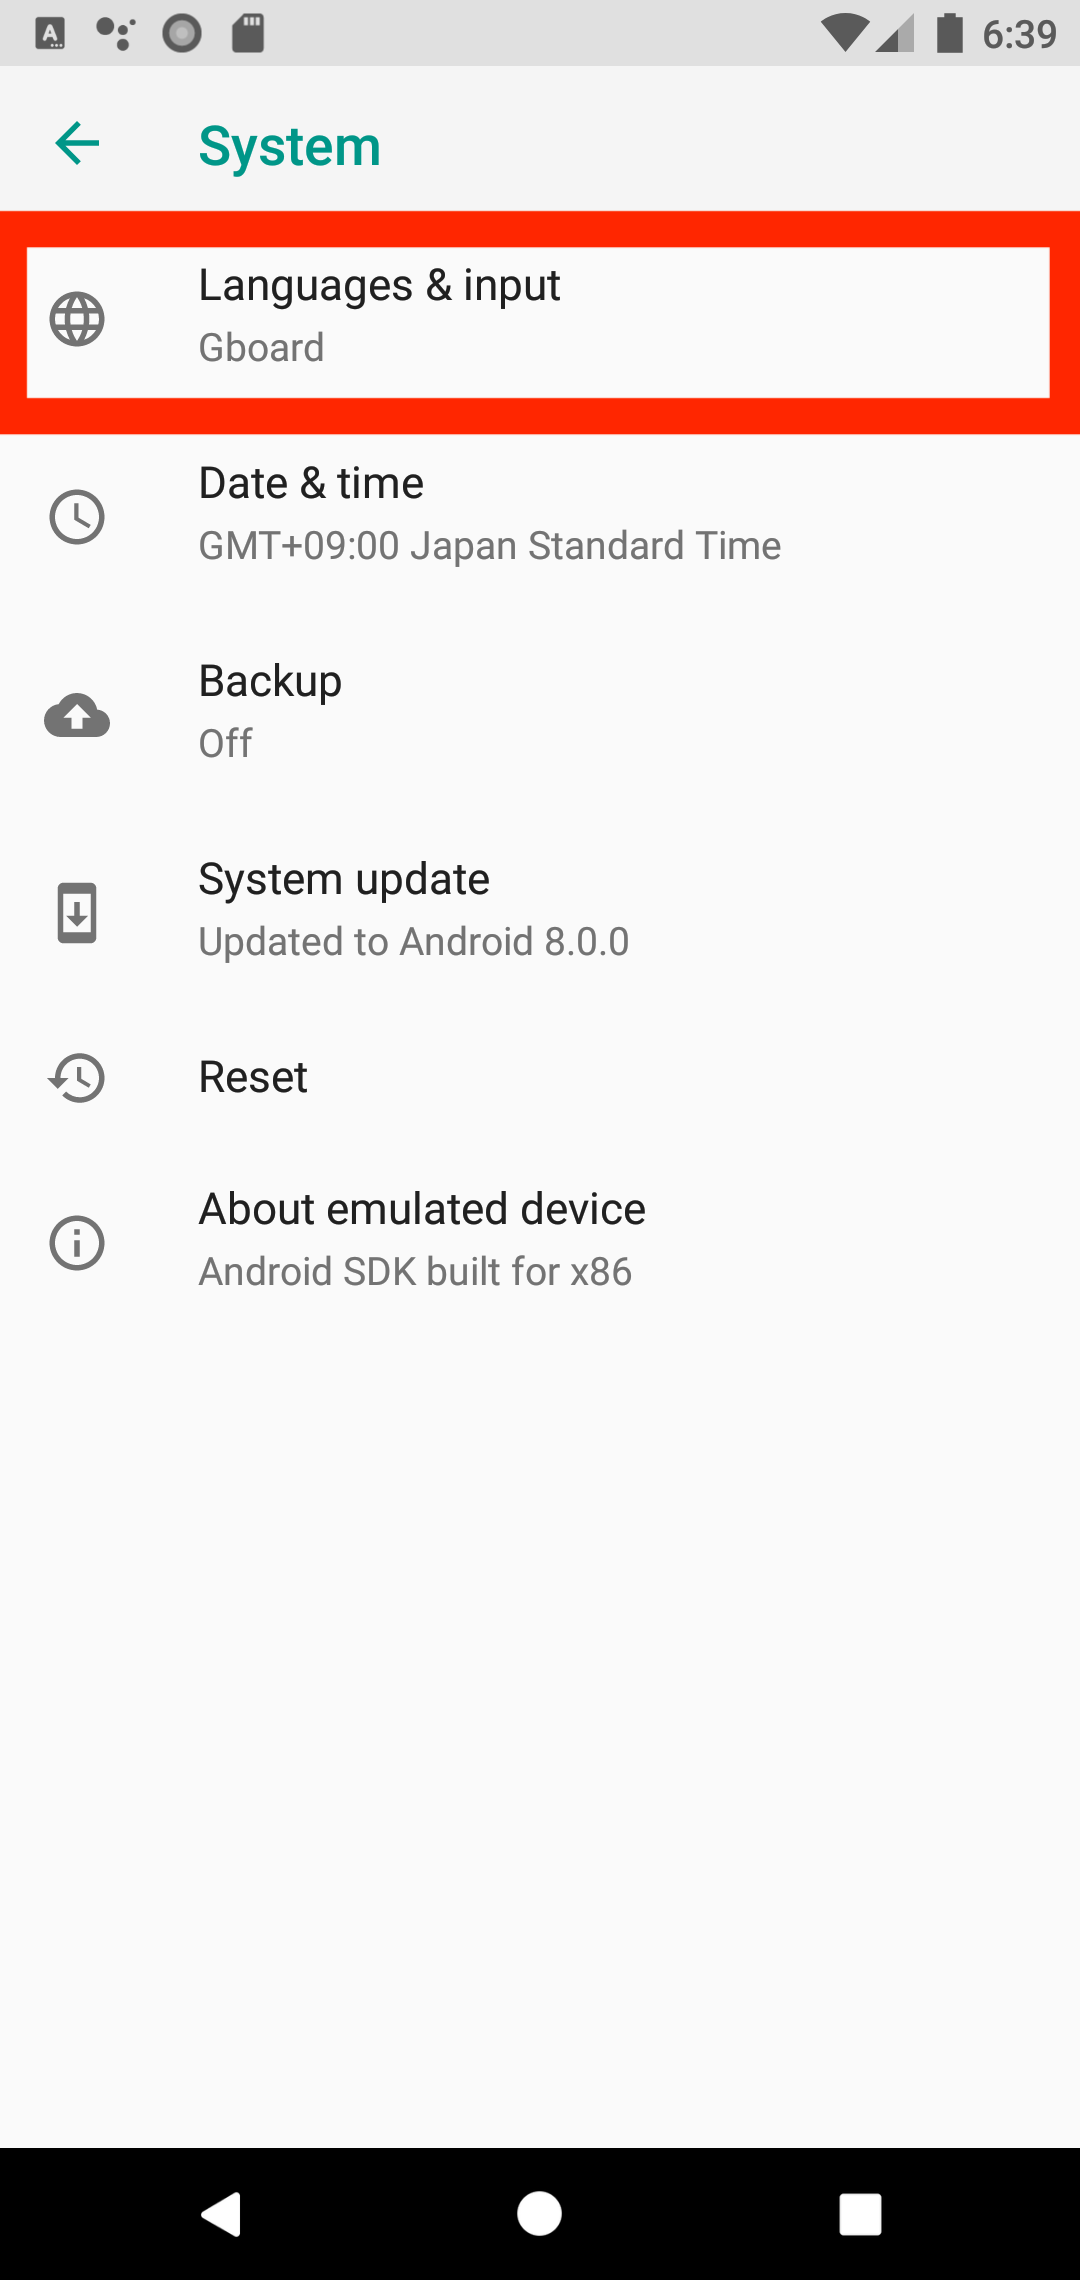 6:39
System
Languages & input
Gboard
Date & time
GMT+09:00 Japan Standard Time
Backup
Off
System update
Updated to Android 8.0.0
Reset
About emulated device
Android SDK built for x86